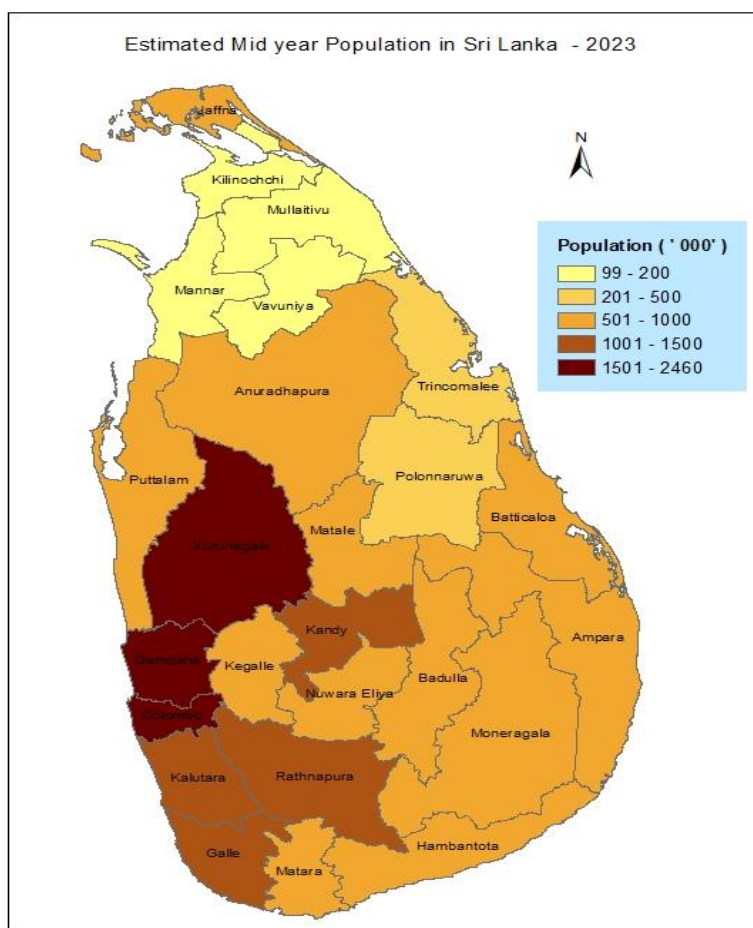 Estimated Mid year Population in Sri Lanka - 2023
Jaffna
N
Kilinochchi
Mullaitivu
Population ( ' 000' )
99 - 200
201 - 500
501 - 1000
1001 - 1500
1501 - 2460
Mannar
Vavuniya
Trincomalee
Anuradhapura
Puttalam
Polonnaruwa
Batticaloa
Matale
Kurunegala
Kandy
Ampara
Gampaha
Kegalle
Badulla
Nuwara Eliya
Colombo
Moneragala
Kalutara
Rathnapura
Hambantota
Galle
Matara